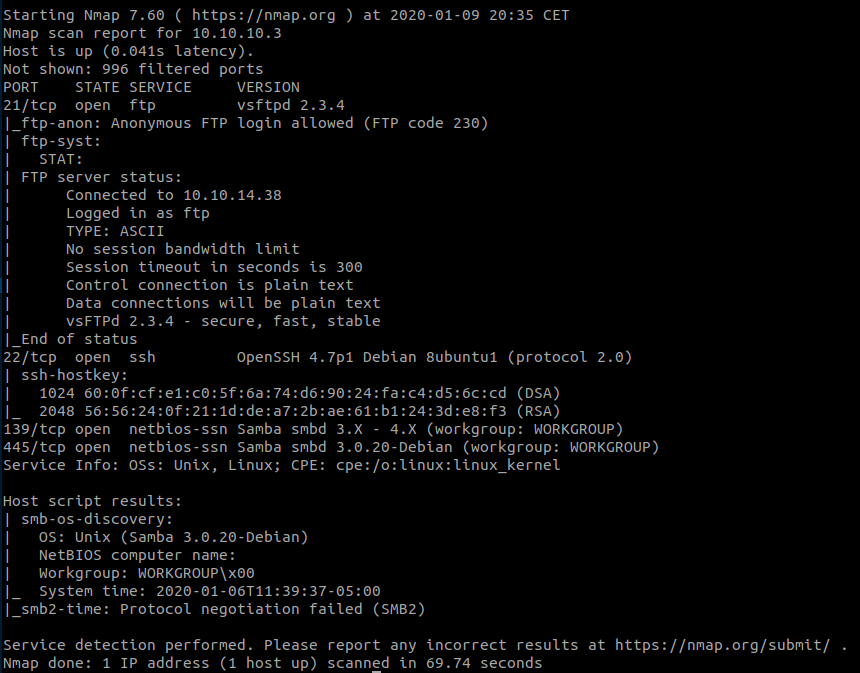 Starting Nmap 7.60 ( https://nmap.org ) at 2020-01-09 20:35 CET
Nmap scan report for 10.10.10.3
Host is up (0.041s latency).
Not shown: 996 filtered ports
PORT    STATE SERVICE     VERSION
21/tcp  open  ftp         vsftpd 2.3.4
|_ftp-anon: Anonymous FTP login allowed (FTP code 230)
| ftp-syst:
|   STAT:
| FTP server status:
|      Connected to 10.10.14.38
|      Logged in as ftp
|      TYPE: ASCII
|      No session bandwidth limit
|      Session timeout in seconds is 300
|      Control connection is plain text
|      Data connections will be plain text
|      vsFTPd 2.3.4 - secure, fast, stable
|_End of status
22/tcp  open  ssh         OpenSSH 4.7p1 Debian 8ubuntu1 (protocol 2.0)
| ssh-hostkey:
|   1024 60:0f:cf:e1:c0:5f:6a:74:d6:90:24:fa:c4:d5:6c:cd (DSA)
|_  2048 56:56:24:0f:21:1d:de:a7:2b:ae:61:b1:24:3d:e8:f3 (RSA)
139/tcp open  netbios-ssn Samba smbd 3.X - 4.X (workgroup: WORKGROUP)
445/tcp open  netbios-ssn Samba smbd 3.0.20-Debian (workgroup: WORKGROUP)
Service Info: OSs: Unix, Linux; CPE: cpe:/o:linux:linux_kernel

Host script results:
| smb-os-discovery:
|   OS: Unix (Samba 3.0.20-Debian)
|   NetBIOS computer name:
|   Workgroup: WORKGROUP\x00
|_  System time: 2020-01-06T11:39:37-05:00
|_smb2-time: Protocol negotiation failed (SMB2)

Service detection performed. Please report any incorrect results at https://nmap.org/submit/ .
Nmap done: 1 IP address (1 host up) scanned in 69.74 seconds